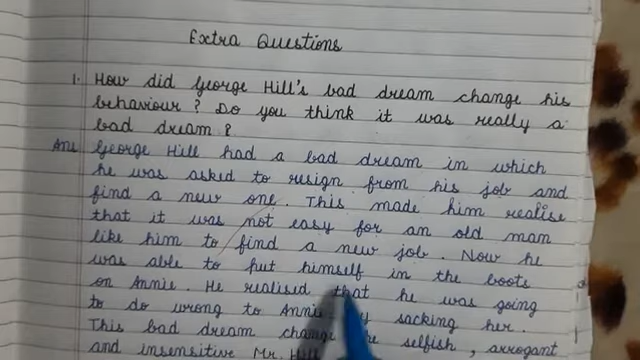 Extra Questions
1. How did George Hill's bad dream change his
behaviour? Do you think it was really a
bad dream?
Ans George Hill had a bad dream in which
he was asked to resign from his job and
find a new one. This made him realise
that it was not easy for an old man
like him to find a new job. Now he
was able to put himself in the boots
on Annie. He realised that he was going
to do wrong to Annie sacking her.
This bad dream selfish, arrogant
and insensitive Mr. Hill